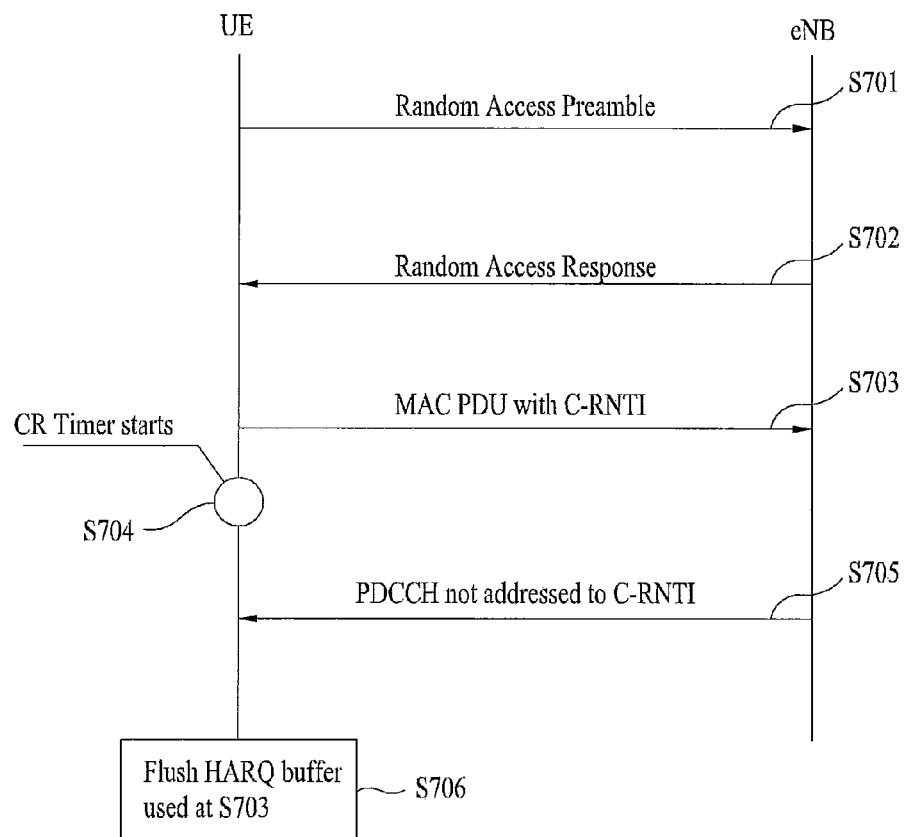 UE
eNB
S701
Random Access Preamble
S702
Random Access Response
S703
MAC PDU with C-RNTI
CR Timer starts
S704
S705
PDCCH not addressed to C-RNTI
Flush HARQ buffer
used at S703
S706